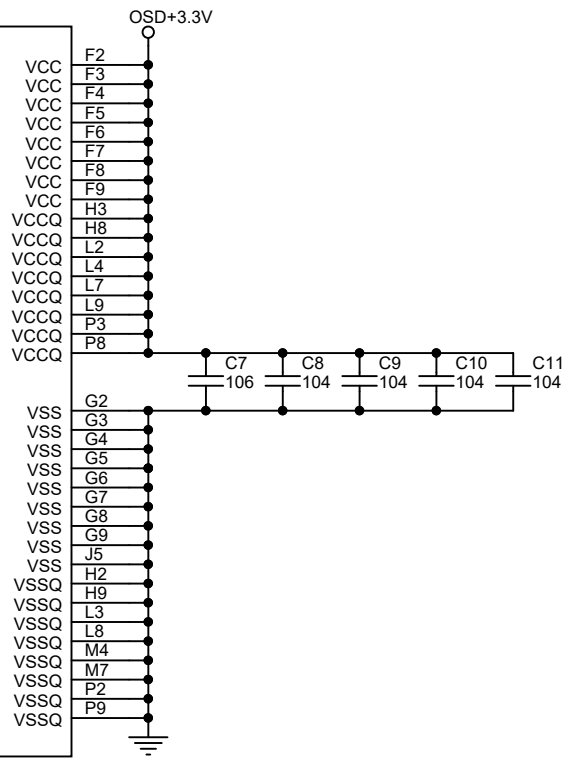 OSD+3.3V
VCC F2
VCC F3
VCC F4
VCC F5
VCC F6
VCC F7
VCC F8
VCC F9
VCCQ H3
VCCQ H8
VCCQ L2
VCCQ L4
VCCQ L7
VCCQ L9
VCCQ P3
VCCQ P8
C7 C8 C9 C10 C11
106 104 104 104 104
VSS G2
VSS G3
VSS G4
VSS G5
VSS G6
VSS G7
VSS G8
VSS G9
VSS J5
VSSQ H2
VSSQ H9
VSSQ L3
VSSQ L8
VSSQ M4
VSSQ M7
VSSQ P2
VSSQ P9